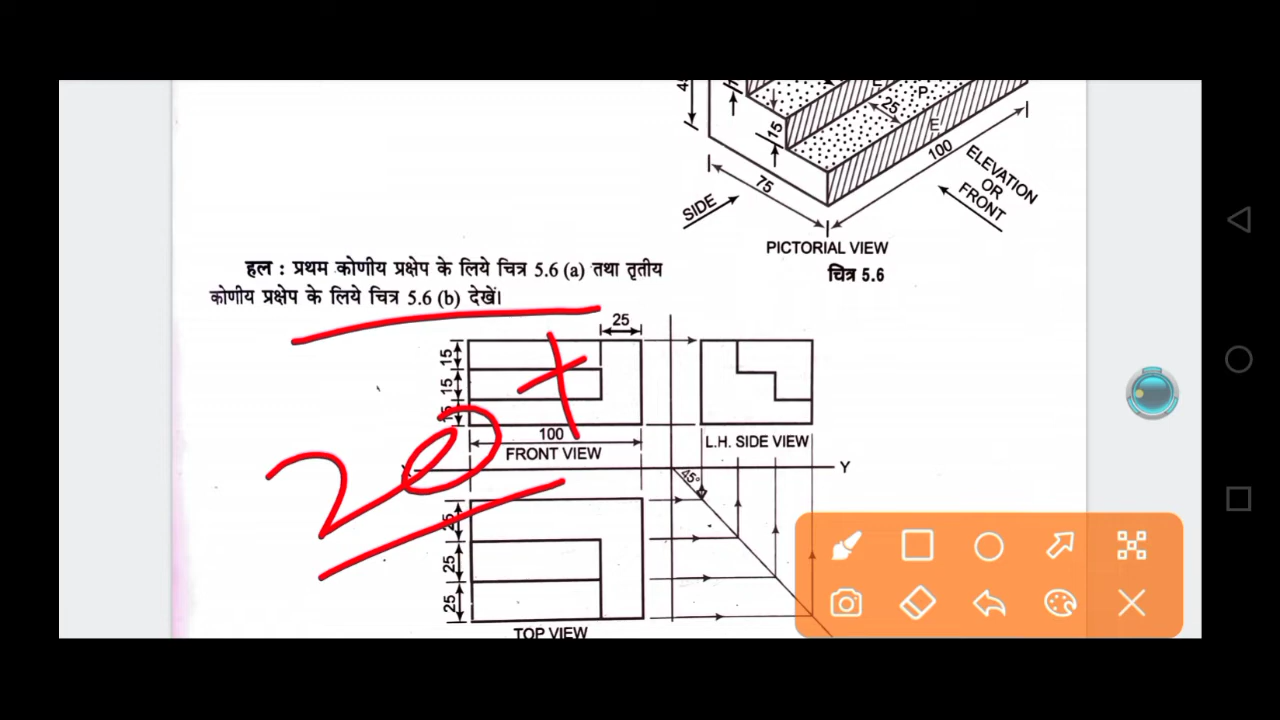 25
P
E
15
100
75
SIDE
ELEVATION
OR
FRONT
PICTORIAL VIEW
चित्र 5.6
हल : प्रथम कोणीय प्रक्षेप के लिये चित्र 5.6 (a) तथा तृतीय
कोणीय प्रक्षेप के लिये चित्र 5.6 (b) देखें।
25
15
15
15
100
FRONT VIEW
L.H. SIDE VIEW
Y
45°
25
25
25
TOP VIEW